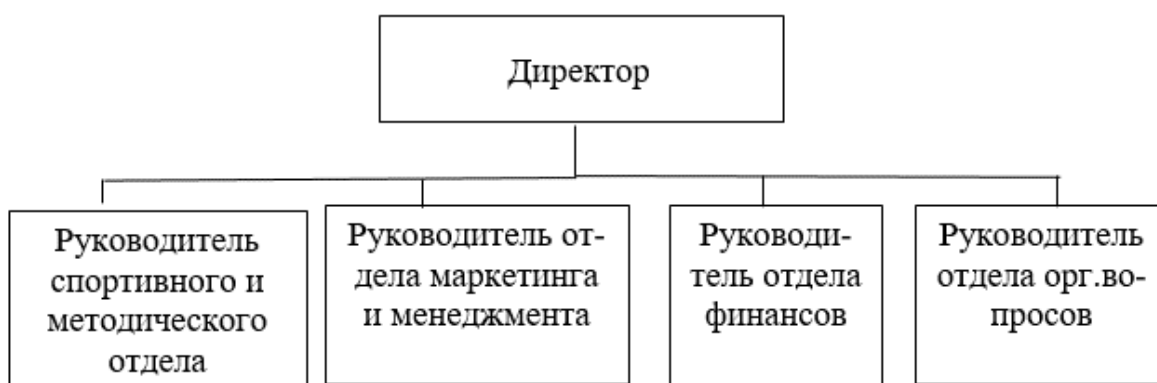 Директор
Руководитель
спортивного и
методического
отдела
Руководитель от-
дела маркетинга
и менеджмента
Руководи-
тель отдела
финансов
Руководитель
отдела орг.во-
просов